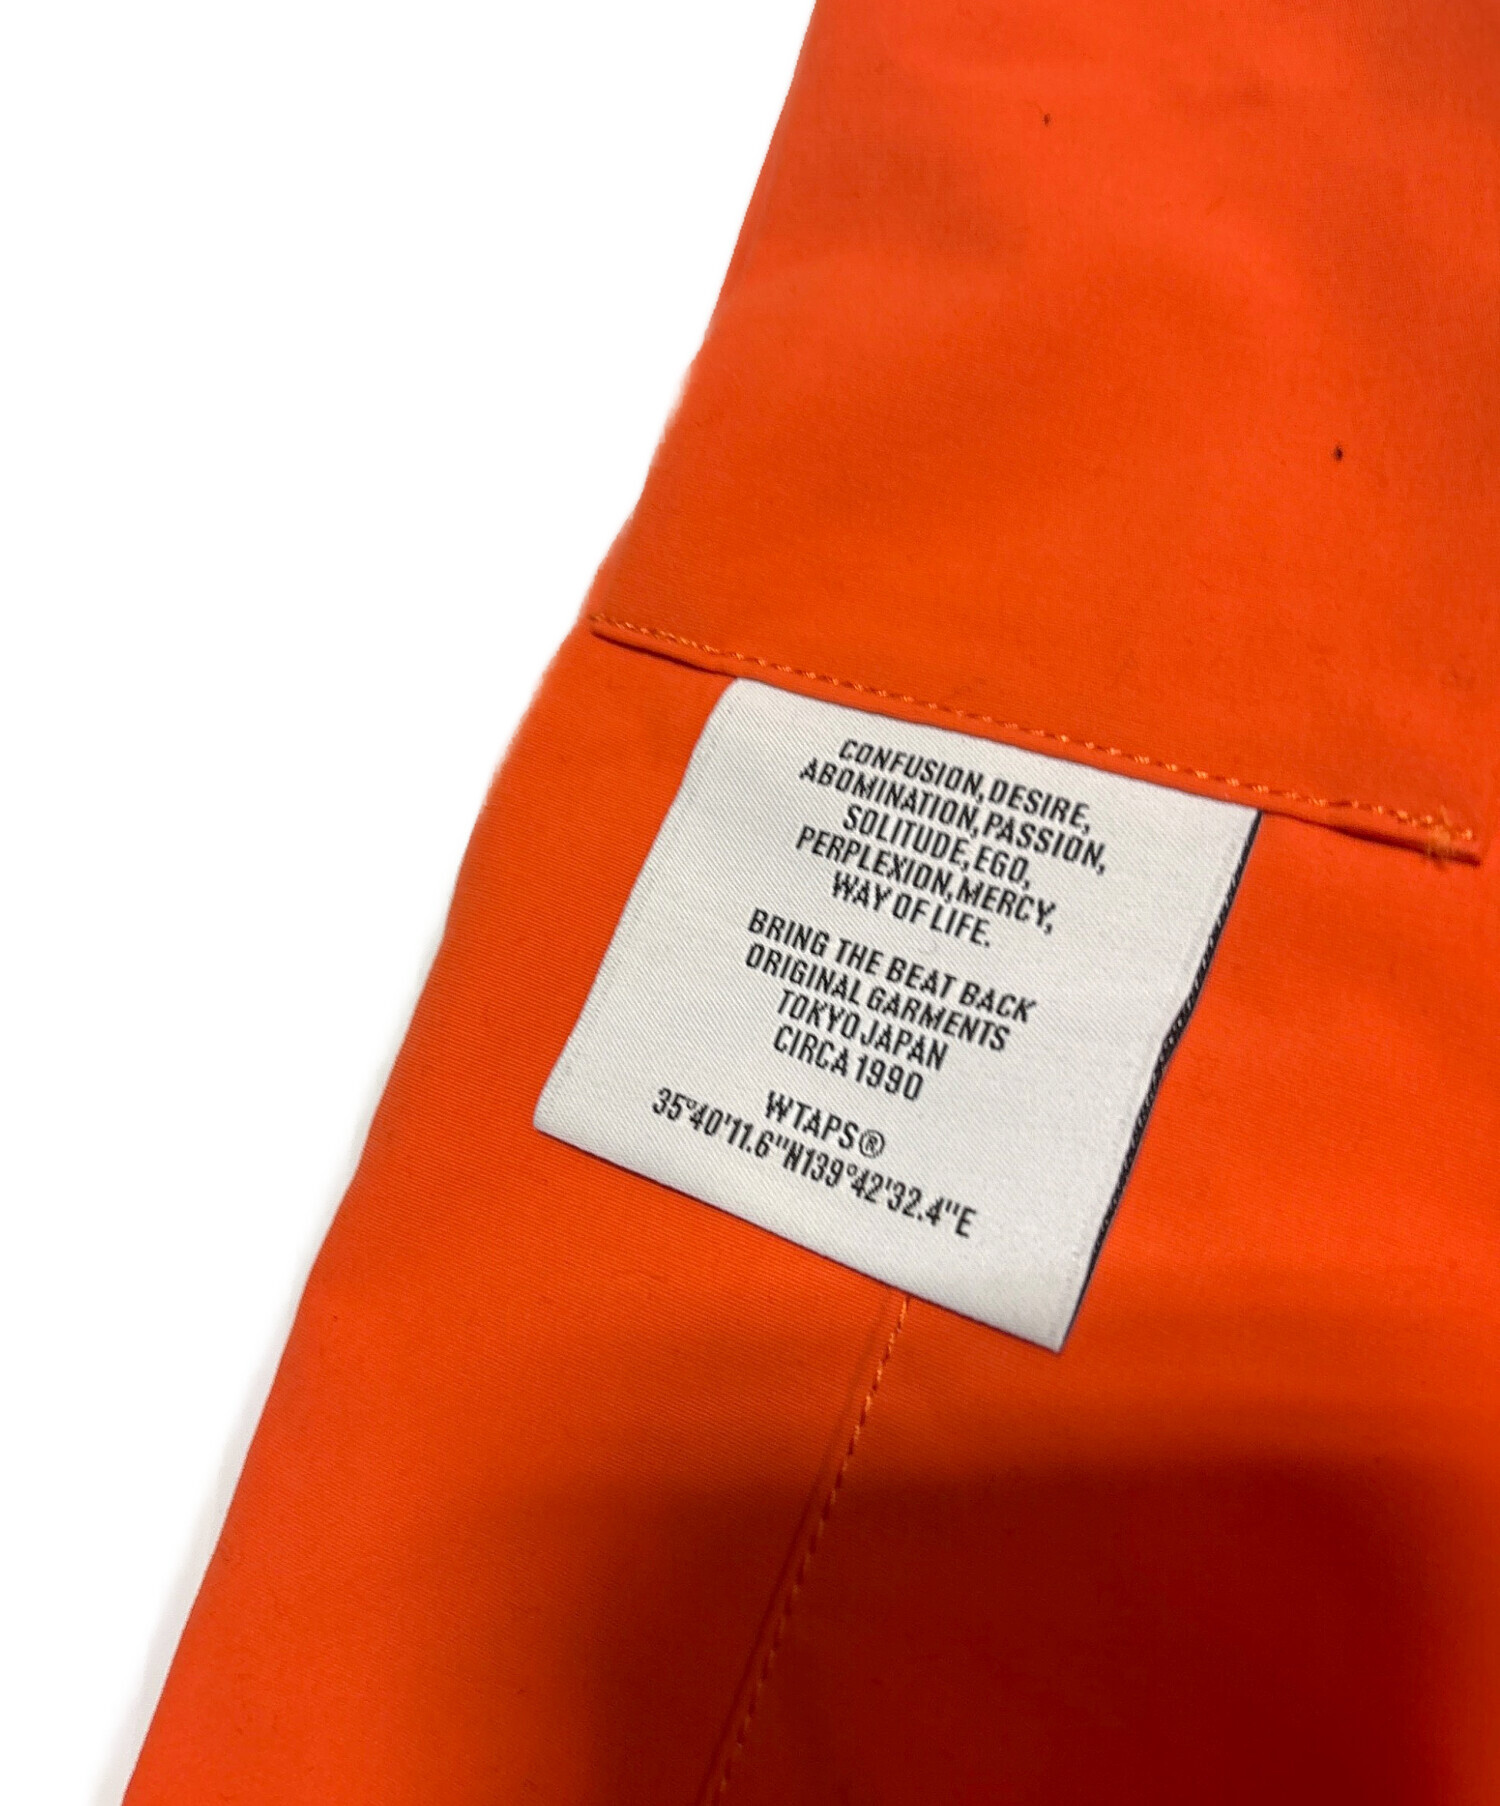 CONFUSION, DESIRE,
ABOMINATION, PASSION,
SOLITUDE, EGO,
PERPLEXION, MERCY,
WAY OF LIFE.
BRING THE BEAT BACK
ORIGINAL GARMENTS
TOKYO JAPAN
CIRCA 1990
WTAPS®
35°40'11.6"N139°42'32.4"E